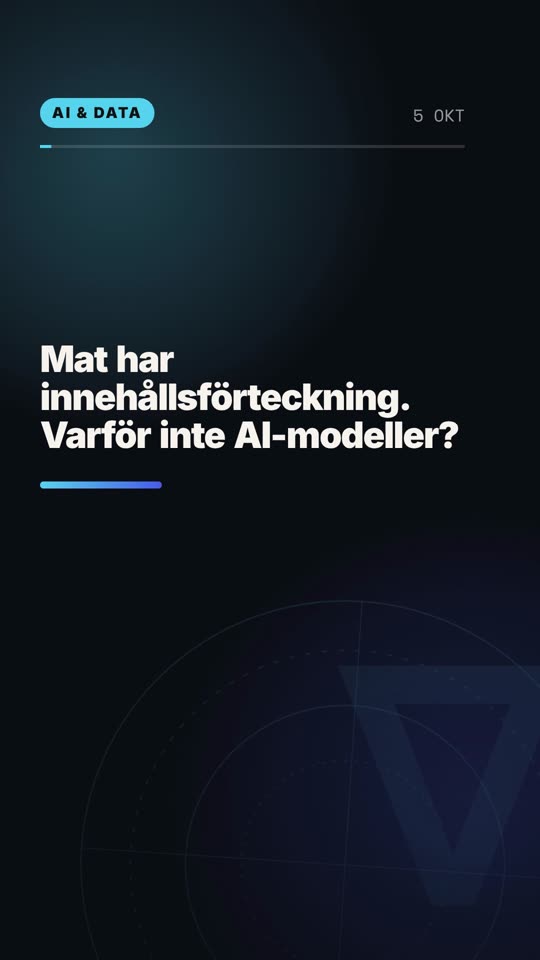 AI & DATA
5 OKT
Mat har
innehållsförteckning.
Varför inte AI-modeller?